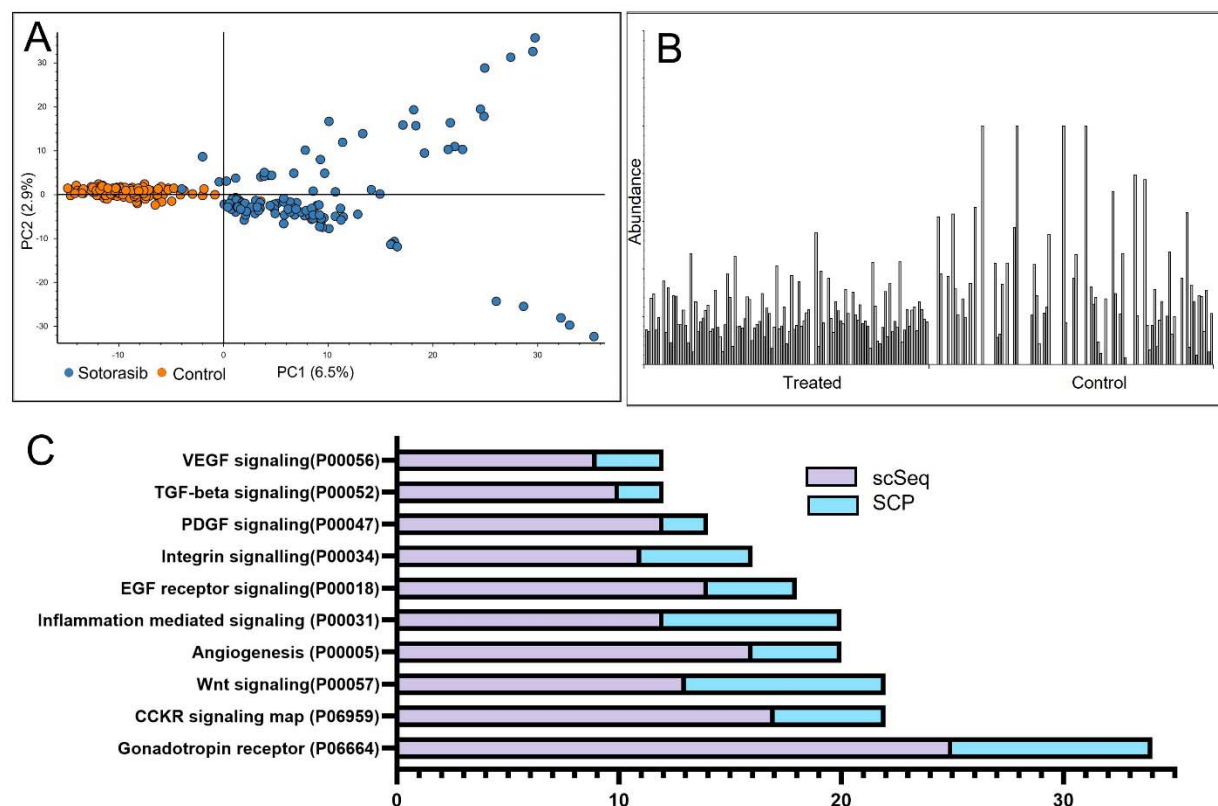 A
30
20
10
0
-10
-20
-30
PC2 (2.9%)
-10
0
10
20
30
Sotorasib
Control
PC1 (6.5%)
B
Abundance
Treated
Control
C
VEGF signaling(P00056)
TGF-beta signaling(P00052)
PDGF signaling(P00047)
Integrin signalling(P00034)
EGF receptor signaling(P00018)
Inflammation mediated signaling (P00031)
Angiogenesis (P00005)
Wnt signaling(P00057)
CCKR signaling map (P06959)
Gonadotropin receptor (P06664)
scSeq
SCP
0
10
20
30